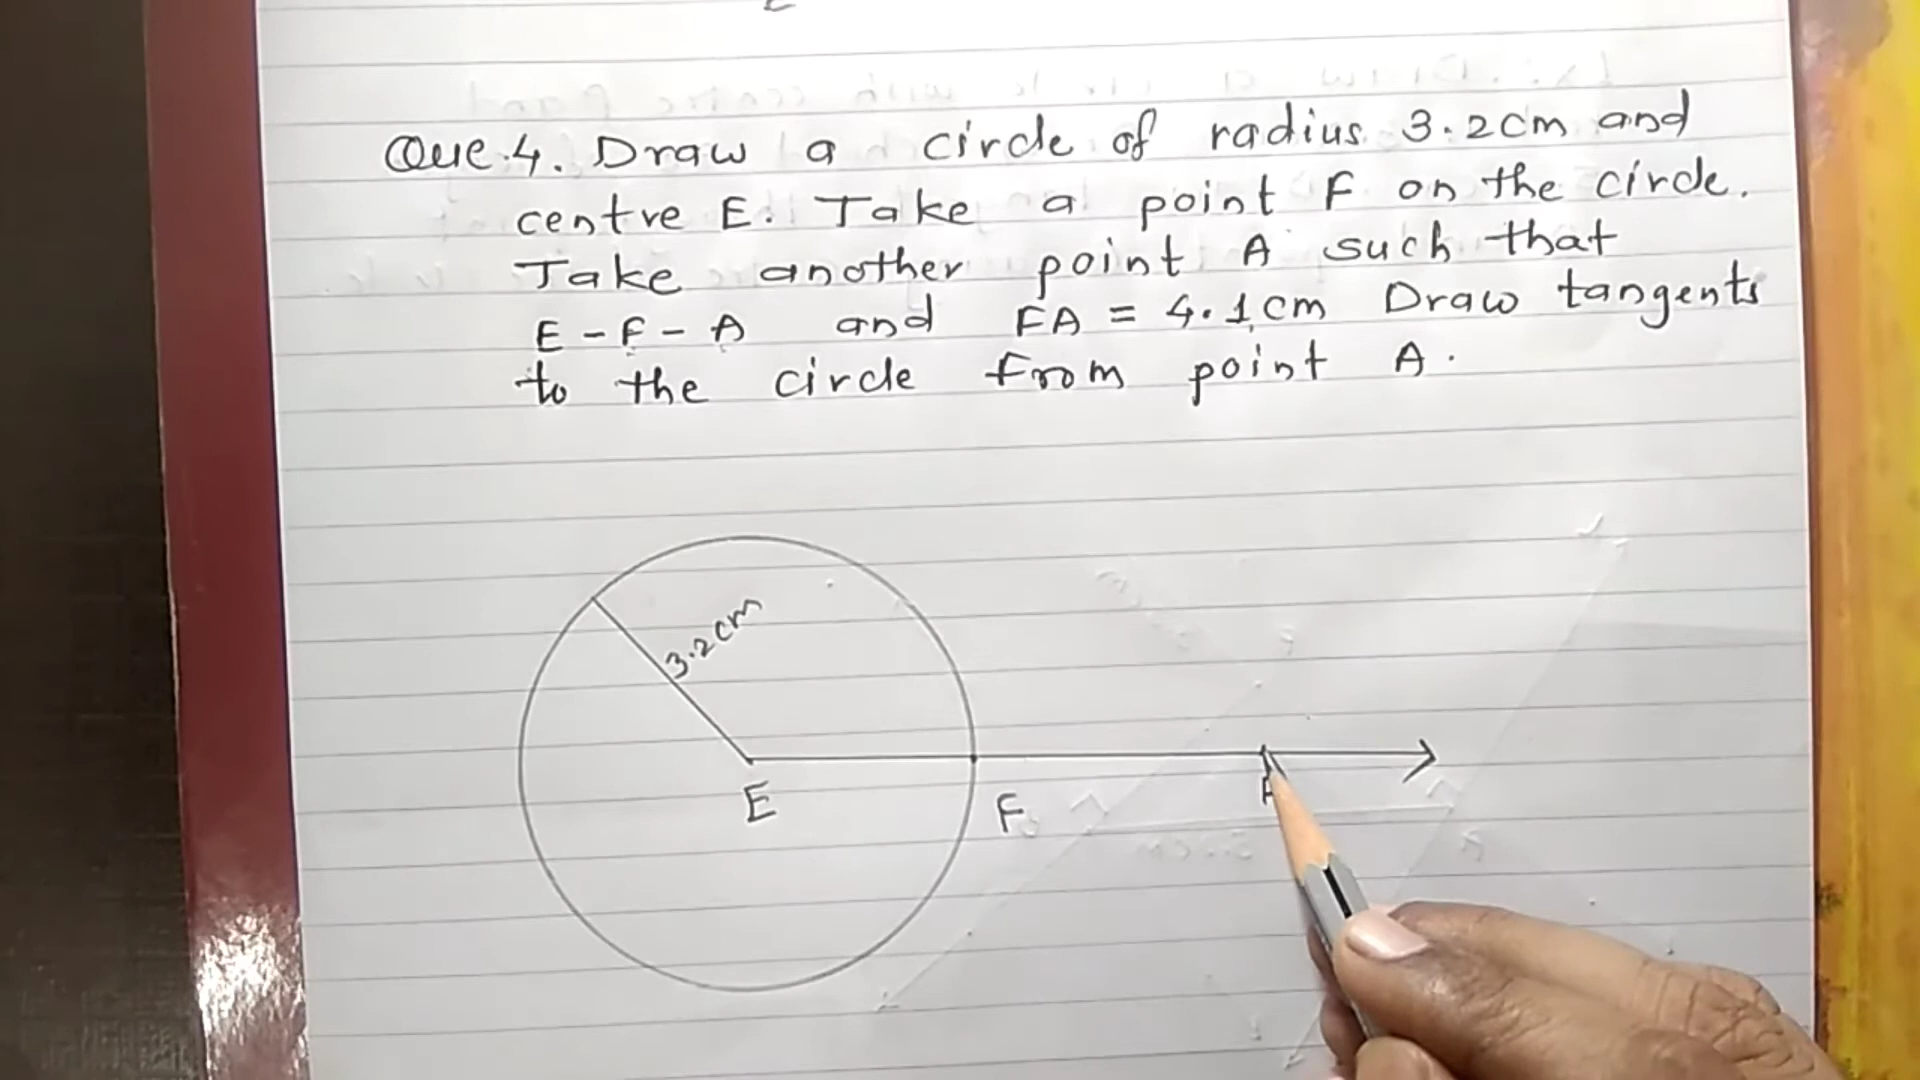 Que.4. Draw a circle of radius 3.2cm and
centre E. Take a point F on the circle.
Take another point A such that
E-F-A and FA = 4.1cm Draw tangents
to the circle from point A.
3.2cm
E
F